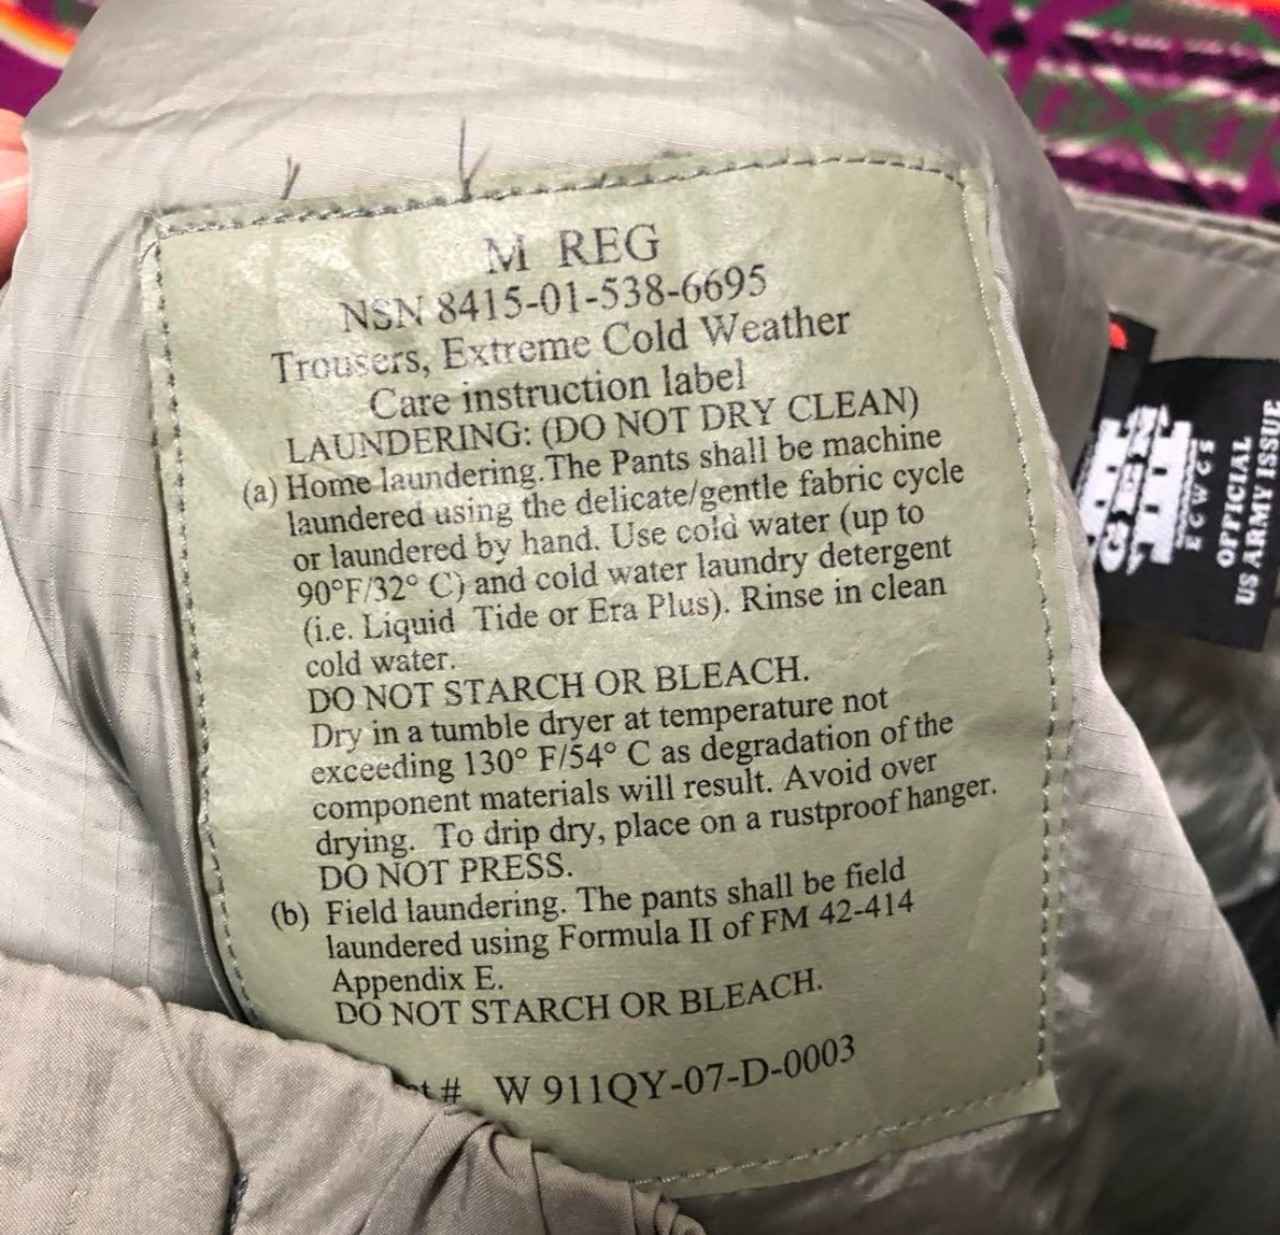 M REG
NSN 8415-01-538-6695
Trousers, Extreme Cold Weather
Care instruction label
LAUNDERING: (DO NOT DRY CLEAN)
(a) Home laundering.The Pants shall be machine
laundered using the delicate/gentle fabric cycle
or laundered by hand. Use cold water (up to
90°F/32° C) and cold water laundry detergent
(i.e. Liquid Tide or Era Plus). Rinse in clean
cold water.
DO NOT STARCH OR BLEACH.
Dry in a tumble dryer at temperature not
exceeding 130° F/54° C as degradation of the
component materials will result. Avoid over
drying. To drip dry, place on a rustproof hanger.
DO NOT PRESS.
(b) Field laundering. The pants shall be field
laundered using Formula II of FM 42-414
Appendix E.
DO NOT STARCH OR BLEACH.
# W 911QY-07-D-0003
EGWGS
OFFICIAL
US ARMY ISSUE